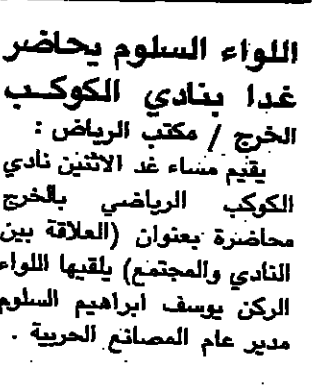 اللواء السلوم يحاضر
غدا بنادي الكوكب
الخرج / مكتب الرياض :
يقيم مساء غد الاثنين نادي
الكوكب الرياضي بالخرج
محاضرة بعنوان (العلاقة بين
النادي والمجتمع) يلقيها اللواء
الركن يوسف ابراهيم السلوم
مدير عام المصانع الحربية .